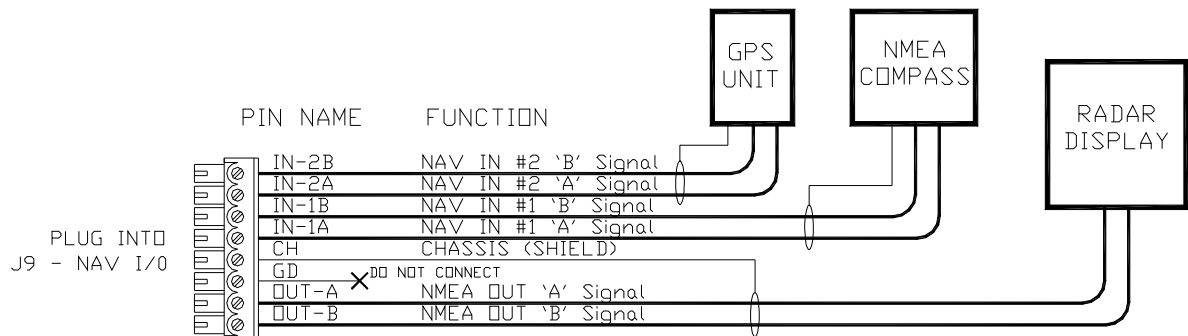 GPS
UNIT
NMEA
COMPASS
RADAR
DISPLAY
PIN NAME FUNCTION
IN-2B NAV IN #2 'B' Signal
IN-2A NAV IN #2 'A' Signal
IN-1B NAV IN #1 'B' Signal
IN-1A NAV IN #1 'A' Signal
CH CHASSIS (SHIELD)
GD DO NOT CONNECT
OUT-A NMEA OUT 'A' Signal
OUT-B NMEA OUT 'B' Signal
PLUG INTO
J9 - NAV I/O